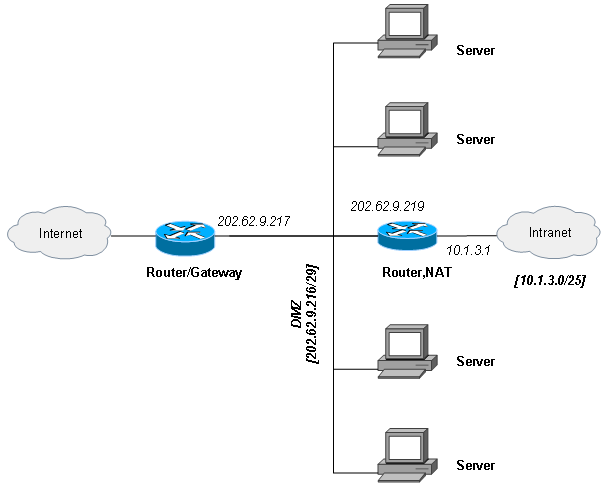 Server
Server
202.62.9.219
202.62.9.217
Internet
Intranet
10.1.3.1
Router/Gateway
Router,NAT
[10.1.3.0/25]
DMZ
[202.62.9.216/29]
Server
Server